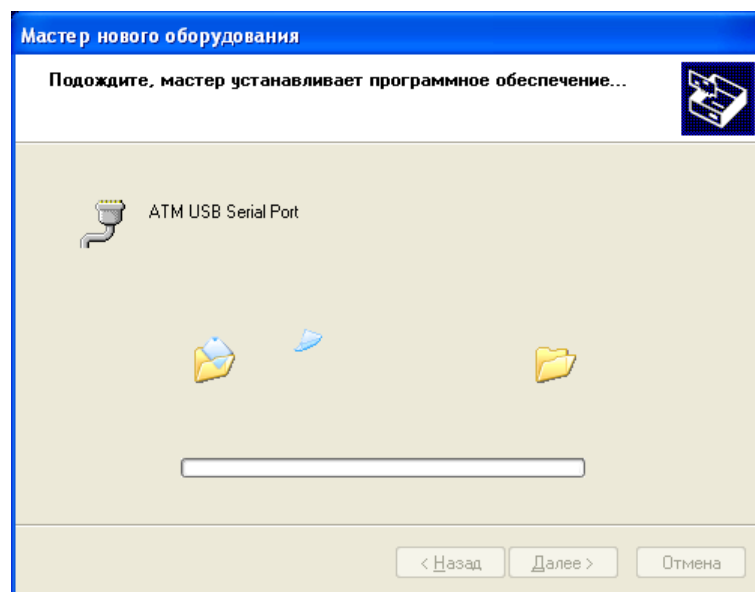 Мастер нового оборудования
Подождите, мастер устанавливает программное обеспечение...
ATM USB Serial Port
< Назад
Далее >
Отмена